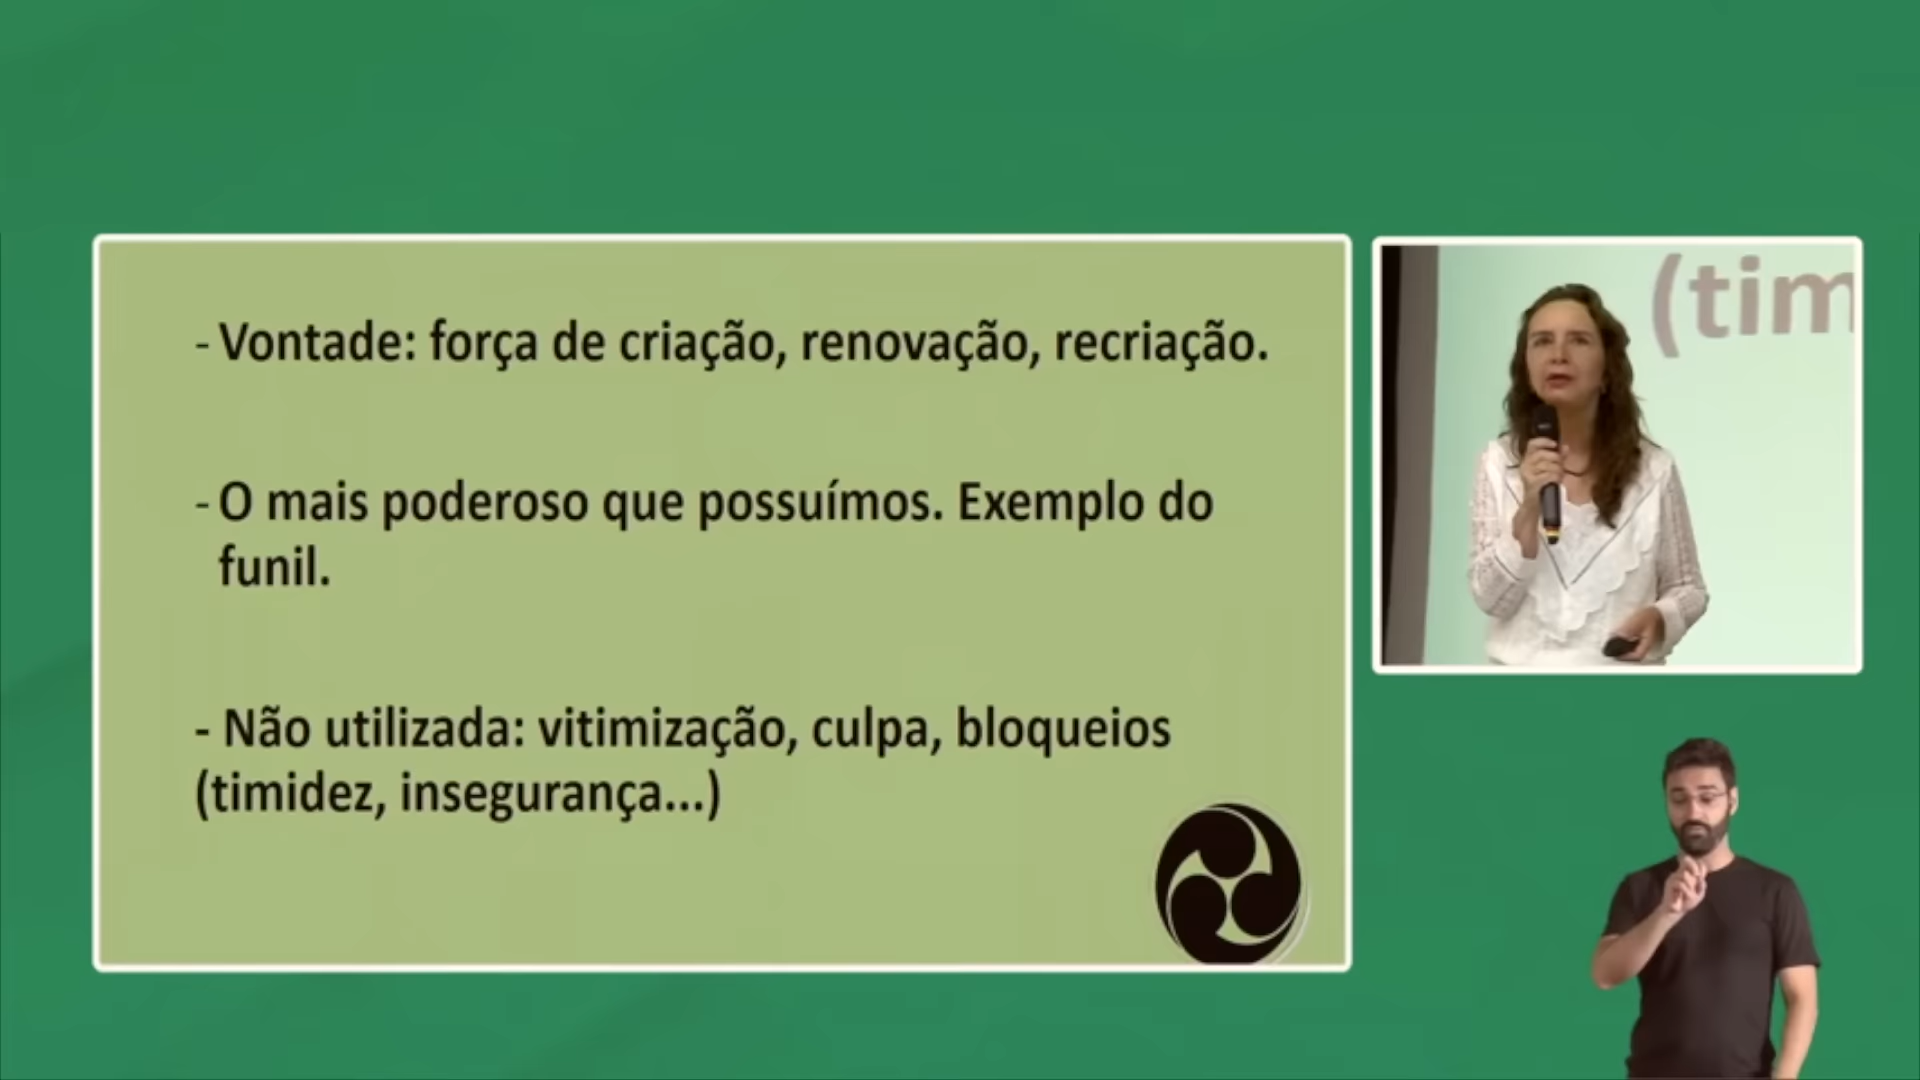 - Vontade: força de criação, renovação, recriação.
- O mais poderoso que possuímos. Exemplo do
funil.
- Não utilizada: vitimização, culpa, bloqueios
(timidez, insegurança...)
(tim